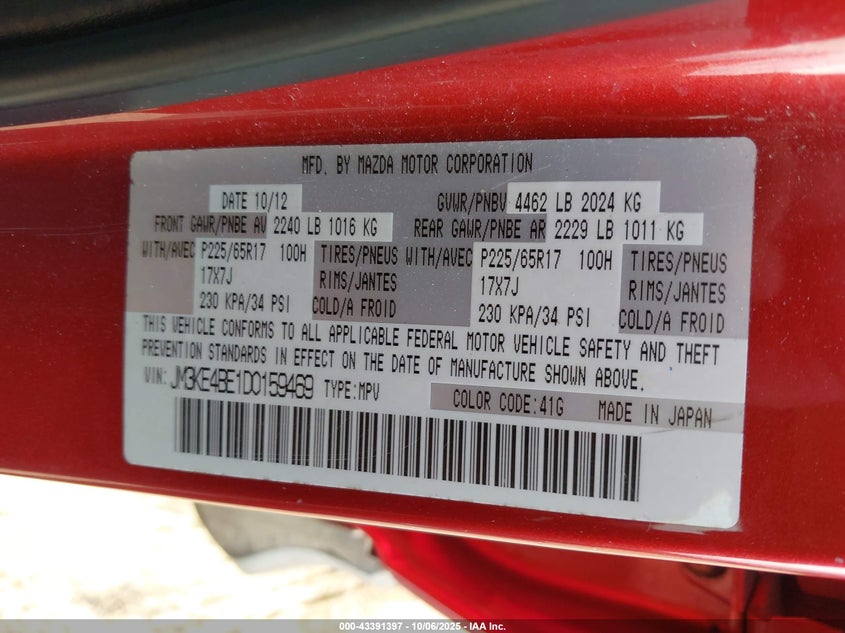 MFD. BY MAZDA MOTOR CORPORATION
DATE 10/12 GVWR/PNBV 4462 LB 2024 KG
FRONT GAWR/PNBE AV 2240 LB 1016 KG REAR GAWR/PNBE AR 2229 LB 1011 KG
WITH/AVEC P225/65R17 100H TIRES/PNEUS WITH/AVEC P225/65R17 100H TIRES/PNEUS
17X7J RIMS/JANTES 17X7J RIMS/JANTES
230 KPA/34 PSI COLD/A FROID 230 KPA/34 PSI COLD/A FROID
THIS VEHICLE CONFORMS TO ALL APPLICABLE FEDERAL MOTOR VEHICLE SAFETY AND THEFT
PREVENTION STANDARDS IN EFFECT ON THE DATE OF MANUFACTURE SHOWN ABOVE.
VIN: JM3KE4BE1D0159469 TYPE:MPV
COLOR CODE:41G MADE IN JAPAN
000-43391397 - 10/06/2025 - IAA Inc.